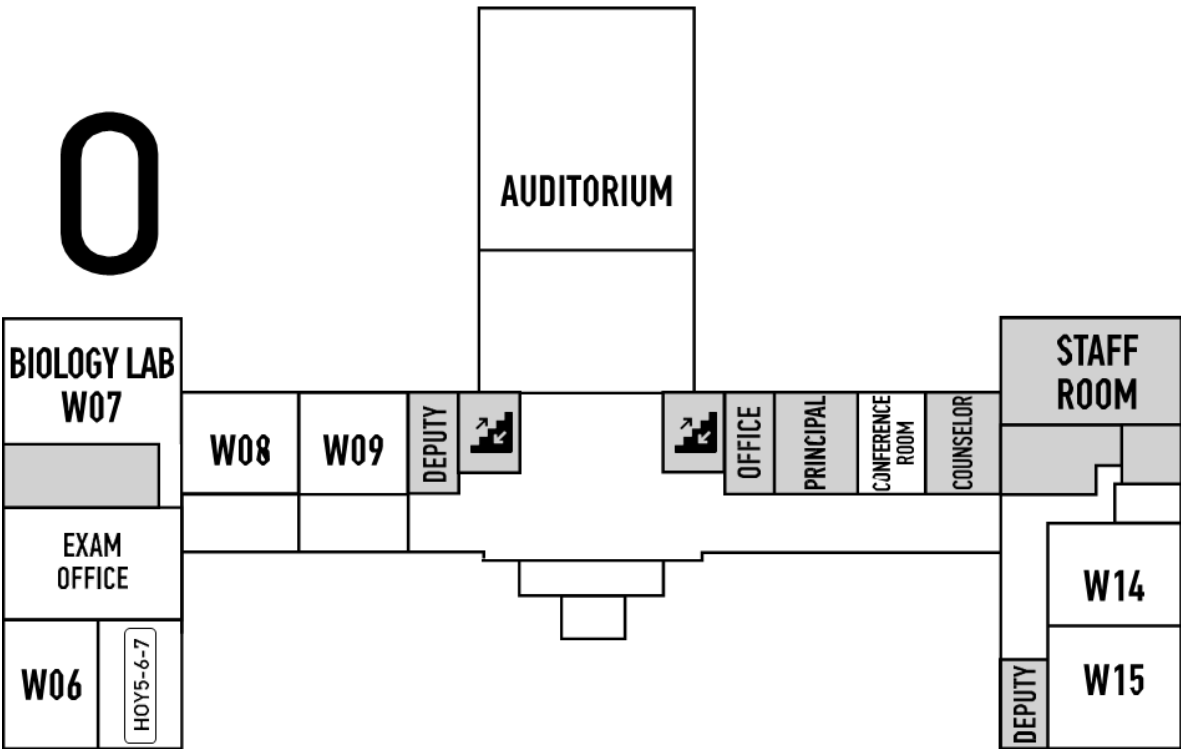 0
AUDITORIUM
BIOLOGY LAB
W07
W08
W09
DEPUTY
OFFICE
PRINCIPAL
CONFERENCE
ROOM
COUNSELOR
STAFF
ROOM
EXAM
OFFICE
W06
HOY5-6-7
W14
W15
DEPUTY